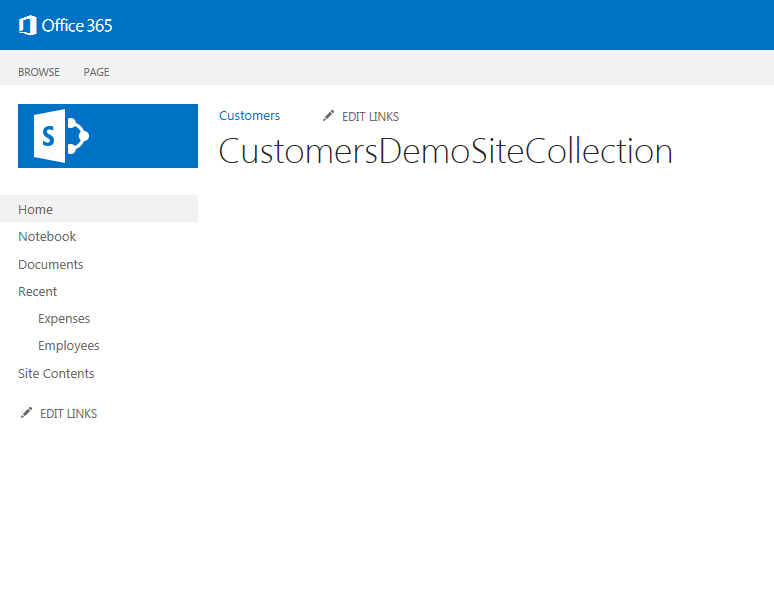 Office 365
BROWSE PAGE
S
Customers EDIT LINKS
CustomersDemoSiteCollection
Home
Notebook
Documents
Recent
Expenses
Employees
Site Contents
EDIT LINKS